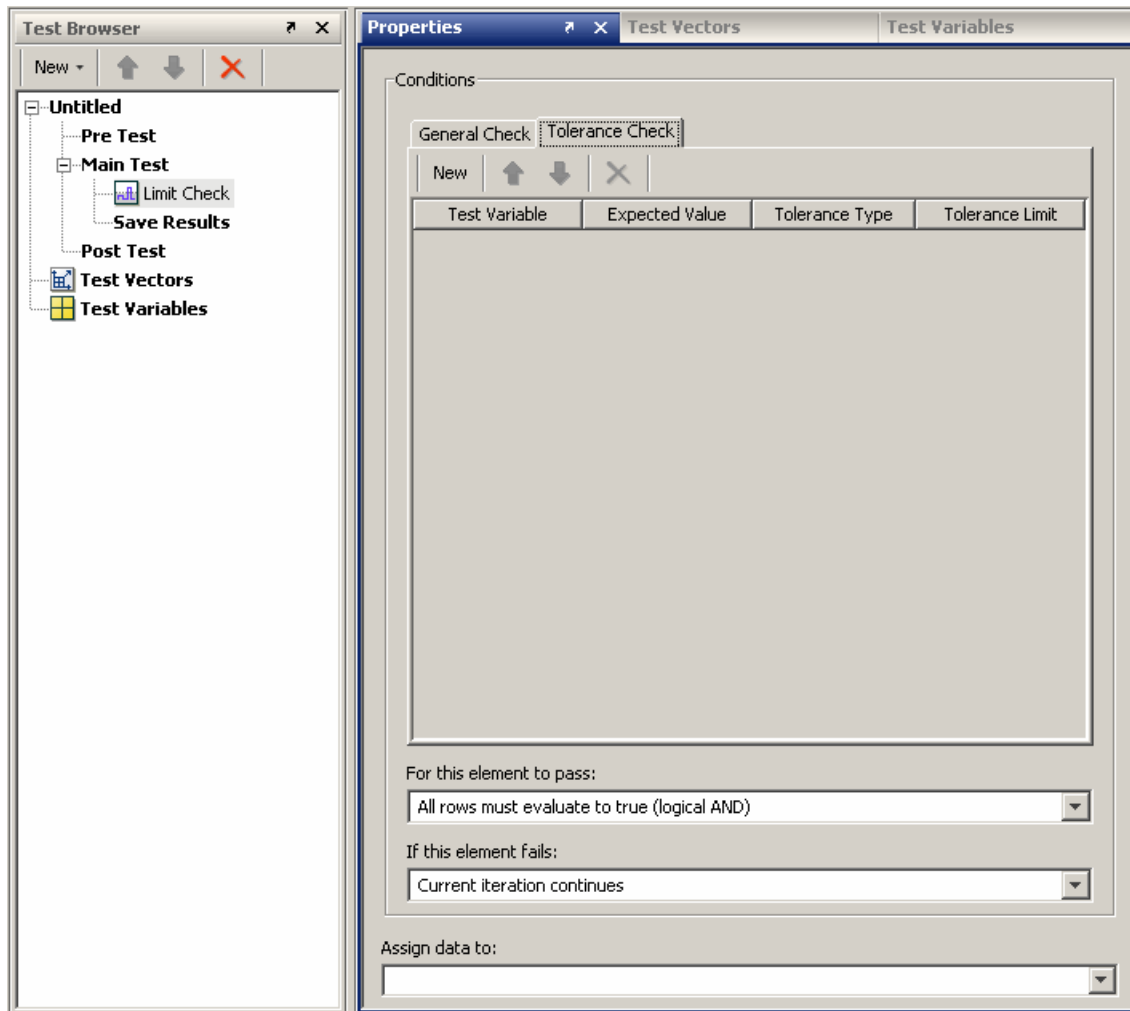 Test Browser
New
Untitled
Pre Test
Main Test
Limit Check
Save Results
Post Test
Test Vectors
Test Variables
Properties
Test Vectors
Test Variables
Conditions
General Check
Tolerance Check
New
Test Variable
Expected Value
Tolerance Type
Tolerance Limit
For this element to pass:
All rows must evaluate to true (logical AND)
If this element fails:
Current iteration continues
Assign data to: